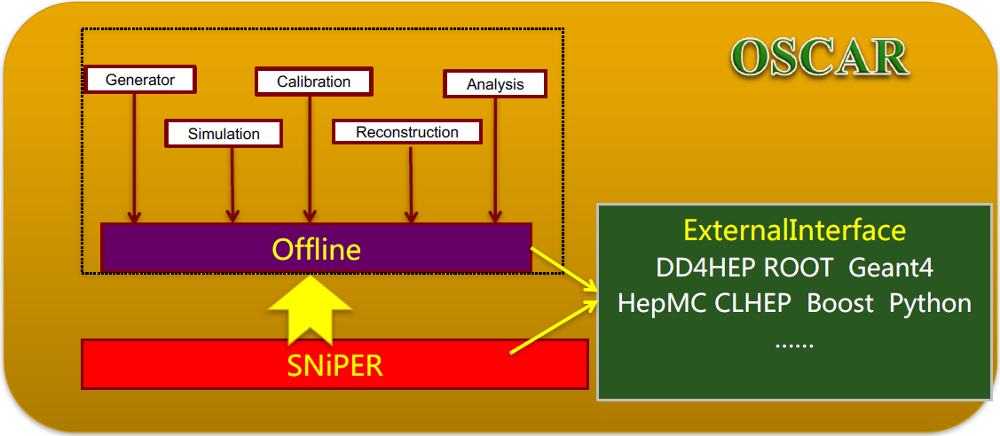 OSCAR
Generator
Calibration
Analysis
Simulation
Reconstruction
Offline
SNiPER
ExternalInterface
DD4HEP ROOT Geant4
HepMC CLHEP Boost Python
......